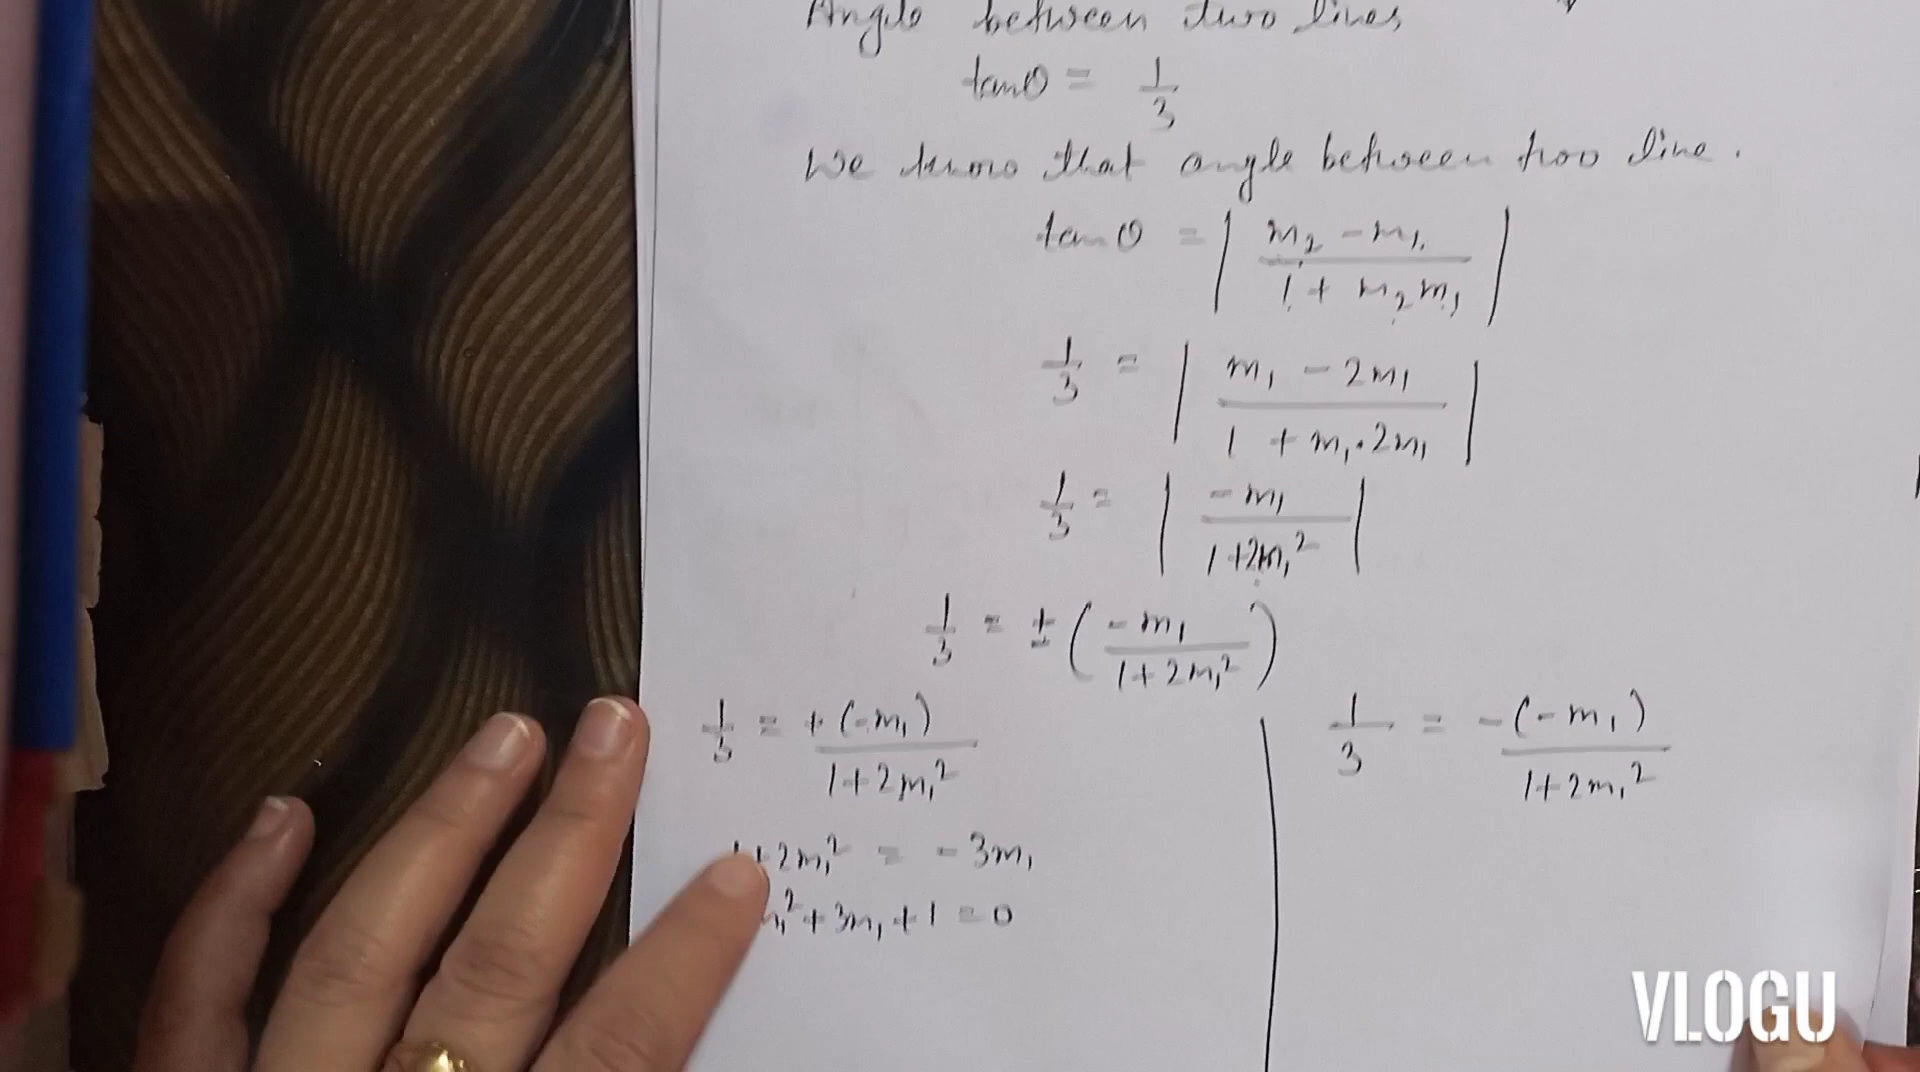 Angle between two lines
tanθ = 1/3
We know that angle between two line.
tanθ = | m₂ - m₁ / 1 + m₂m₁ |
1/3 = | m₁ - 2m₁ / 1 + m₁.2m₁ |
1/3 = | -m₁ / 1+2m₁² |
1/3 = ± ( -m₁ / 1+2m₁² )
1/3 = +(-m₁) / 1+2m₁²
1+2m₁² = -3m₁
m₁²+3m₁+1=0
1/3 = -(-m₁) / 1+2m₁²
VLOGU